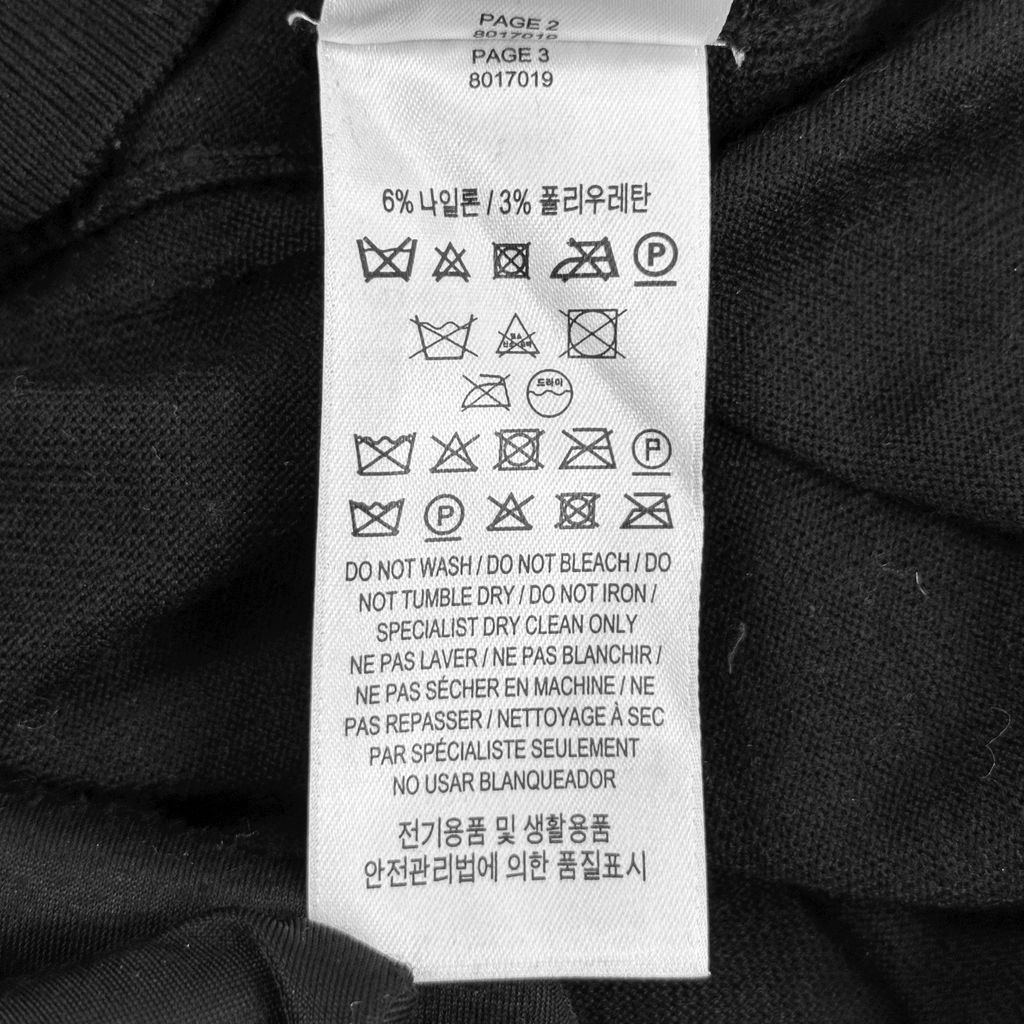 PAGE 2
8017019
PAGE 3
8017019
6% 나일론 / 3% 폴리우레탄
P
드라이
P
P
DO NOT WASH / DO NOT BLEACH / DO
NOT TUMBLE DRY / DO NOT IRON /
SPECIALIST DRY CLEAN ONLY
NE PAS LAVER / NE PAS BLANCHIR /
NE PAS SÉCHER EN MACHINE / NE
PAS REPASSER / NETTOYAGE À SEC
PAR SPÉCIALISTE SEULEMENT
NO USAR BLANQUEADOR
전기용품 및 생활용품
안전관리법에 의한 품질표시